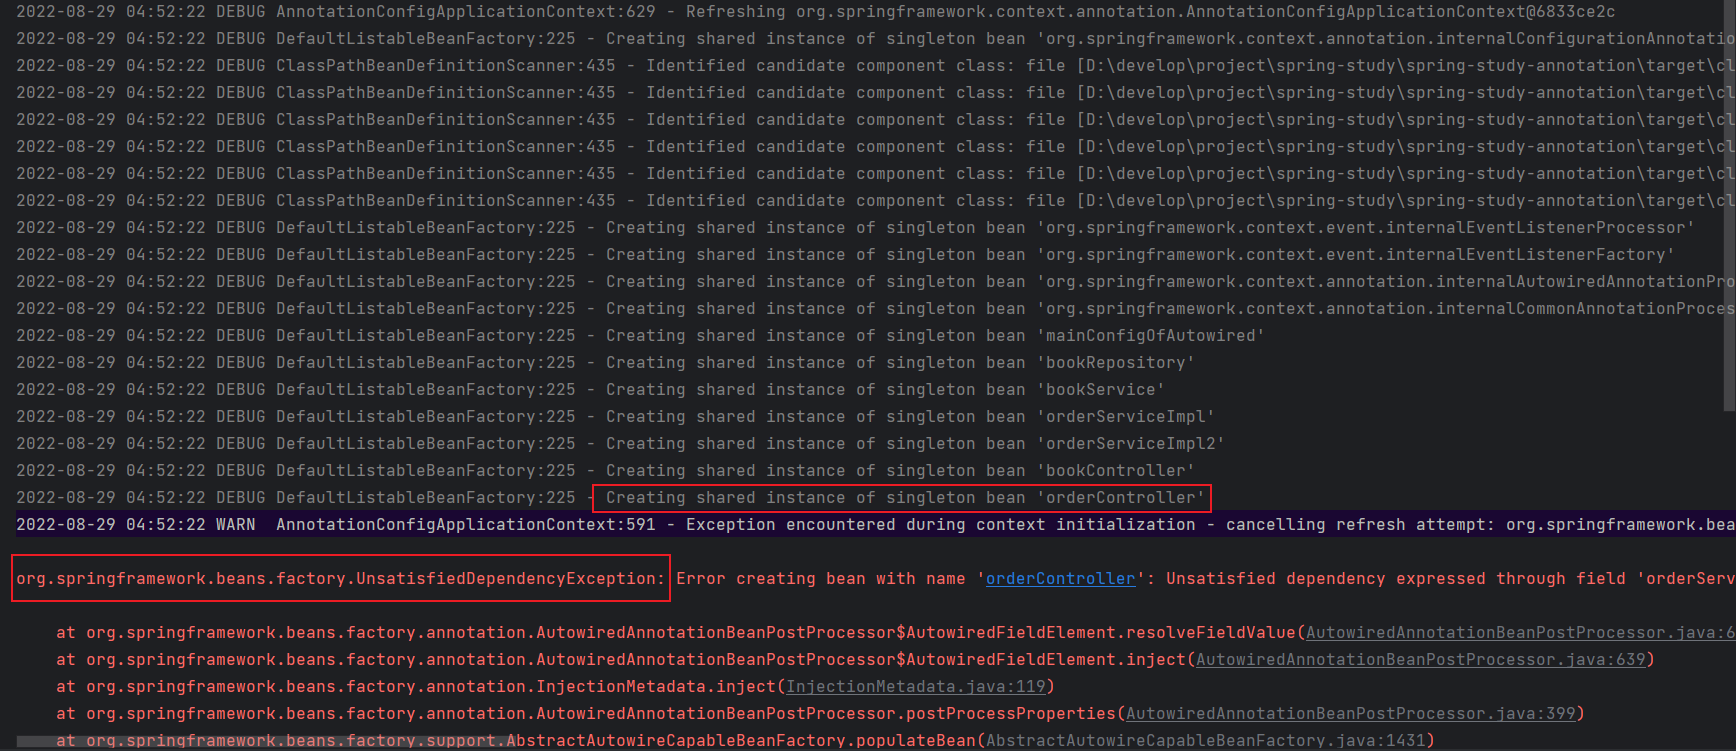 2022-08-29 04:52:22 DEBUG AnnotationConfigApplicationContext:629 - Refreshing org.springframework.context.annotation.AnnotationConfigApplicationContext@6833ce2c
2022-08-29 04:52:22 DEBUG DefaultListableBeanFactory:225 - Creating shared instance of singleton bean 'org.springframework.context.annotation.internalConfigurationAnnotatio
2022-08-29 04:52:22 DEBUG ClassPathBeanDefinitionScanner:435 - Identified candidate component class: file [D:\develop\project\spring-study\spring-study-annotation\target\cl
2022-08-29 04:52:22 DEBUG ClassPathBeanDefinitionScanner:435 - Identified candidate component class: file [D:\develop\project\spring-study\spring-study-annotation\target\cl
2022-08-29 04:52:22 DEBUG ClassPathBeanDefinitionScanner:435 - Identified candidate component class: file [D:\develop\project\spring-study\spring-study-annotation\target\cl
2022-08-29 04:52:22 DEBUG ClassPathBeanDefinitionScanner:435 - Identified candidate component class: file [D:\develop\project\spring-study\spring-study-annotation\target\cl
2022-08-29 04:52:22 DEBUG ClassPathBeanDefinitionScanner:435 - Identified candidate component class: file [D:\develop\project\spring-study\spring-study-annotation\target\cl
2022-08-29 04:52:22 DEBUG ClassPathBeanDefinitionScanner:435 - Identified candidate component class: file [D:\develop\project\spring-study\spring-study-annotation\target\cl
2022-08-29 04:52:22 DEBUG DefaultListableBeanFactory:225 - Creating shared instance of singleton bean 'org.springframework.context.event.internalEventListenerProcessor'
2022-08-29 04:52:22 DEBUG DefaultListableBeanFactory:225 - Creating shared instance of singleton bean 'org.springframework.context.event.internalEventListenerFactory'
2022-08-29 04:52:22 DEBUG DefaultListableBeanFactory:225 - Creating shared instance of singleton bean 'org.springframework.context.annotation.internalAutowiredAnnotationPro
2022-08-29 04:52:22 DEBUG DefaultListableBeanFactory:225 - Creating shared instance of singleton bean 'org.springframework.context.annotation.internalCommonAnnotationProces
2022-08-29 04:52:22 DEBUG DefaultListableBeanFactory:225 - Creating shared instance of singleton bean 'mainConfigOfAutowired'
2022-08-29 04:52:22 DEBUG DefaultListableBeanFactory:225 - Creating shared instance of singleton bean 'bookRepository'
2022-08-29 04:52:22 DEBUG DefaultListableBeanFactory:225 - Creating shared instance of singleton bean 'bookService'
2022-08-29 04:52:22 DEBUG DefaultListableBeanFactory:225 - Creating shared instance of singleton bean 'orderServiceImpl'
2022-08-29 04:52:22 DEBUG DefaultListableBeanFactory:225 - Creating shared instance of singleton bean 'orderServiceImpl2'
2022-08-29 04:52:22 DEBUG DefaultListableBeanFactory:225 - Creating shared instance of singleton bean 'bookController'
2022-08-29 04:52:22 DEBUG DefaultListableBeanFactory:225 - Creating shared instance of singleton bean 'orderController'
2022-08-29 04:52:22 WARN  AnnotationConfigApplicationContext:591 - Exception encountered during context initialization - cancelling refresh attempt: org.springframework.bea
org.springframework.beans.factory.UnsatisfiedDependencyException: Error creating bean with name 'orderController': Unsatisfied dependency expressed through field 'orderServ
at org.springframework.beans.factory.annotation.AutowiredAnnotationBeanPostProcessor$AutowiredFieldElement.resolveFieldValue(AutowiredAnnotationBeanPostProcessor.java:6
at org.springframework.beans.factory.annotation.AutowiredAnnotationBeanPostProcessor$AutowiredFieldElement.inject(AutowiredAnnotationBeanPostProcessor.java:639)
at org.springframework.beans.factory.annotation.InjectionMetadata.inject(InjectionMetadata.java:119)
at org.springframework.beans.factory.annotation.AutowiredAnnotationBeanPostProcessor.postProcessProperties(AutowiredAnnotationBeanPostProcessor.java:399)
at org.springframework.beans.factory.support.AbstractAutowireCapableBeanFactory.populateBean(AbstractAutowireCapableBeanFactory.java:1431)